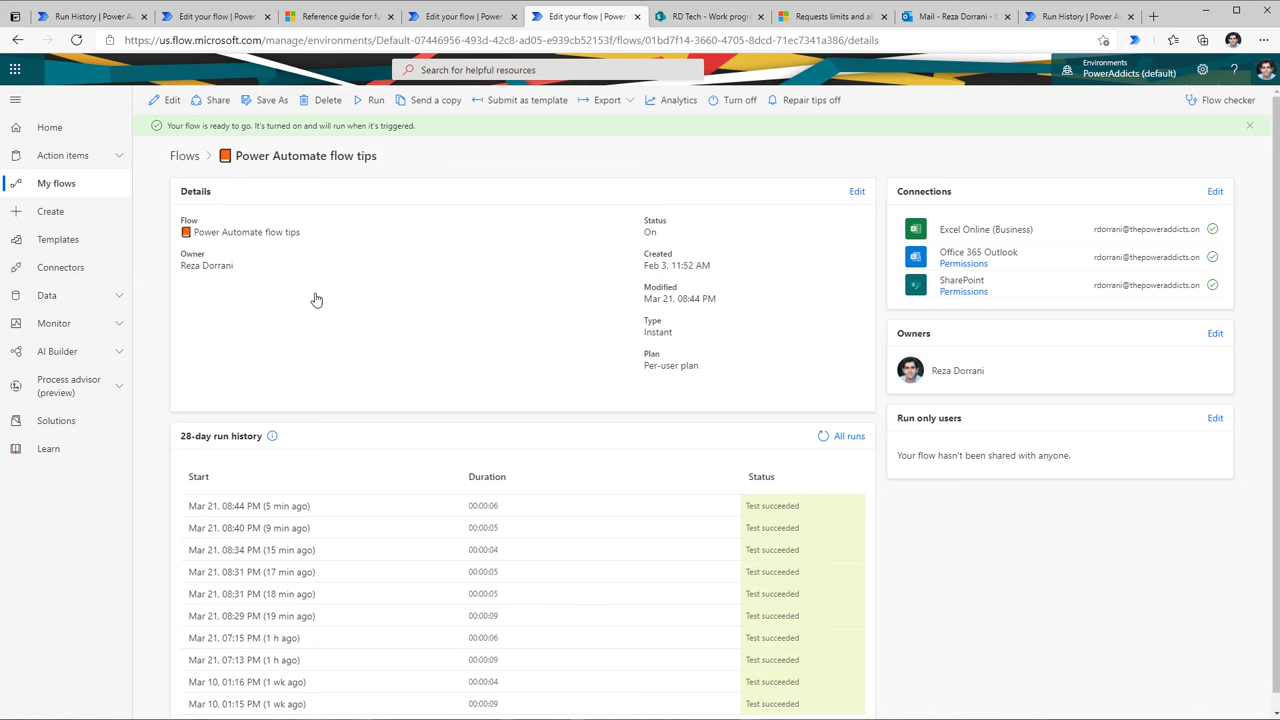 Run History | Power A
Edit your flow | Power
Reference guide for fu
Edit your flow | Power
Edit your flow | Power
RD Tech - Work progr
Requests limits and all
Mail - Reza Dorrani - C
Run History | Power Au
https://us.flow.microsoft.com/manage/environments/Default-07446956-493d-42c8-ad05-e939cb52153f/flows/01bd7f14-3660-4705-8dcd-71ec7341a386/details
Search for helpful resources
Environments
PowerAddicts (default)
Edit
Share
Save As
Delete
Run
Send a copy
Submit as template
Export
Analytics
Turn off
Repair tips off
Flow checker
Your flow is ready to go. It's turned on and will run when it's triggered.
Home
Action items
My flows
Create
Templates
Connectors
Data
Monitor
AI Builder
Process advisor
(preview)
Solutions
Learn
Flows > Power Automate flow tips
Details
Edit
Flow
Power Automate flow tips
Owner
Reza Dorrani
Status
On
Created
Feb 3, 11:52 AM
Modified
Mar 21, 08:44 PM
Type
Instant
Plan
Per-user plan
28-day run history
All runs
Start Duration Status
Mar 21, 08:44 PM (5 min ago) 00:00:06 Test succeeded
Mar 21, 08:40 PM (9 min ago) 00:00:05 Test succeeded
Mar 21, 08:34 PM (15 min ago) 00:00:04 Test succeeded
Mar 21, 08:31 PM (17 min ago) 00:00:05 Test succeeded
Mar 21, 08:31 PM (18 min ago) 00:00:05 Test succeeded
Mar 21, 08:29 PM (19 min ago) 00:00:09 Test succeeded
Mar 21, 07:15 PM (1 h ago) 00:00:06 Test succeeded
Mar 21, 07:13 PM (1 h ago) 00:00:09 Test succeeded
Mar 10, 01:16 PM (1 wk ago) 00:00:04 Test succeeded
Mar 10, 01:15 PM (1 wk ago) 00:00:09 Test succeeded
Connections
Edit
Excel Online (Business) rdorrani@thepoweraddicts.on
Office 365 Outlook rdorrani@thepoweraddicts.on
Permissions
SharePoint rdorrani@thepoweraddicts.on
Permissions
Owners
Edit
Reza Dorrani
Run only users
Edit
Your flow hasn't been shared with anyone.